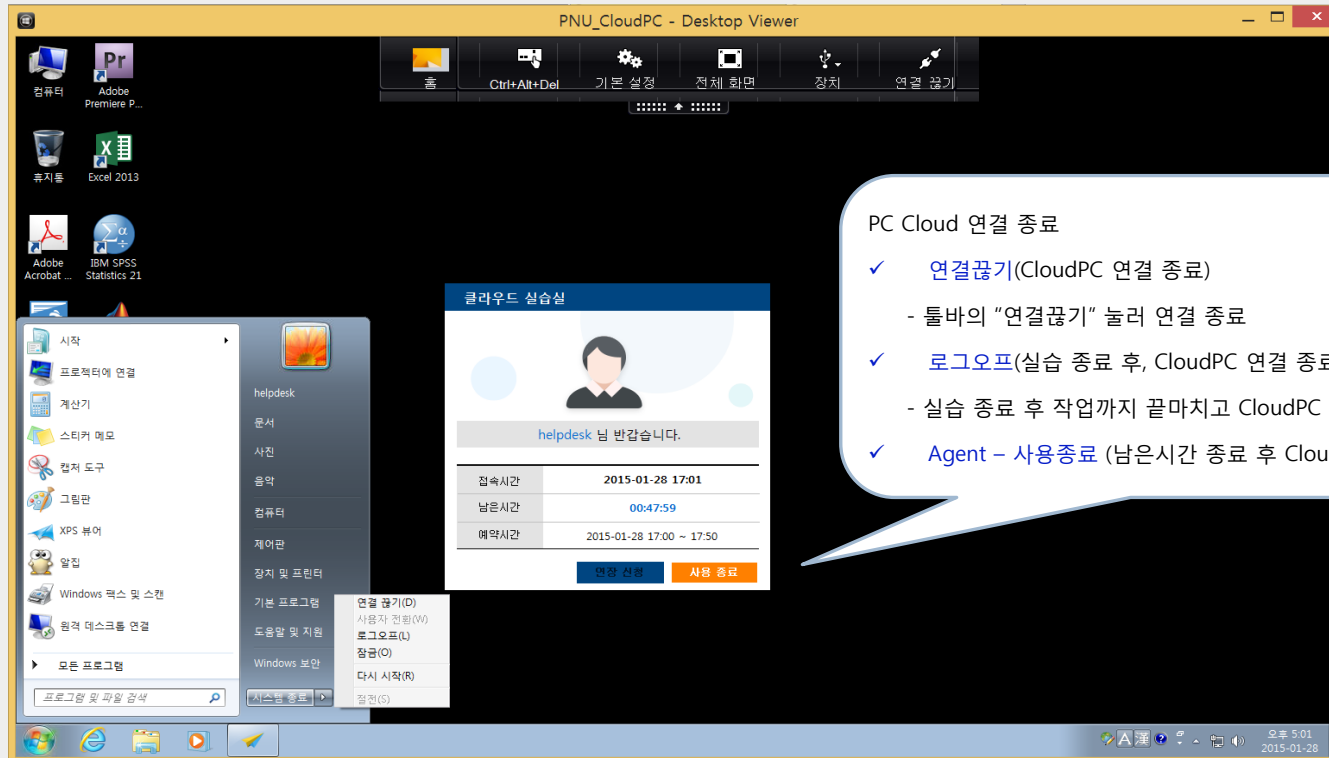 PNU_CloudPC - Desktop Viewer
홈
Ctrl+Alt+Del
기본 설정
전체 화면
장치
연결 끊기
컴퓨터
Adobe
Premiere P...
휴지통
Excel 2013
Adobe
Acrobat ...
IBM SPSS
Statistics 21
PC Cloud 연결 종료
✓ 연결끊기(CloudPC 연결 종료)
- 툴바의 "연결끊기" 눌러 연결 종료
✓ 로그오프(실습 종료 후, CloudPC 연결 종료
- 실습 종료 후 작업까지 끝마치고 CloudPC
✓ Agent – 사용종료 (남은시간 종료 후 Clou
클라우드 실습실
helpdesk 님 반갑습니다.
접속시간 2015-01-28 17:01
남은시간 00:47:59
예약시간 2015-01-28 17:00 ~ 17:50
연장 신청 사용 종료
시작
프로젝터에 연결
계산기
스티커 메모
캡처 도구
그림판
XPS 뷰어
알집
Windows 팩스 및 스캔
원격 데스크톱 연결
모든 프로그램
프로그램 및 파일 검색
helpdesk
문서
사진
음악
컴퓨터
제어판
장치 및 프린터
기본 프로그램
도움말 및 지원
Windows 보안
시스템 종료
연결 끊기(D)
사용자 전환(W)
로그오프(L)
잠금(O)
다시 시작(R)
절전(S)
A 漢
오후 5:01
2015-01-28